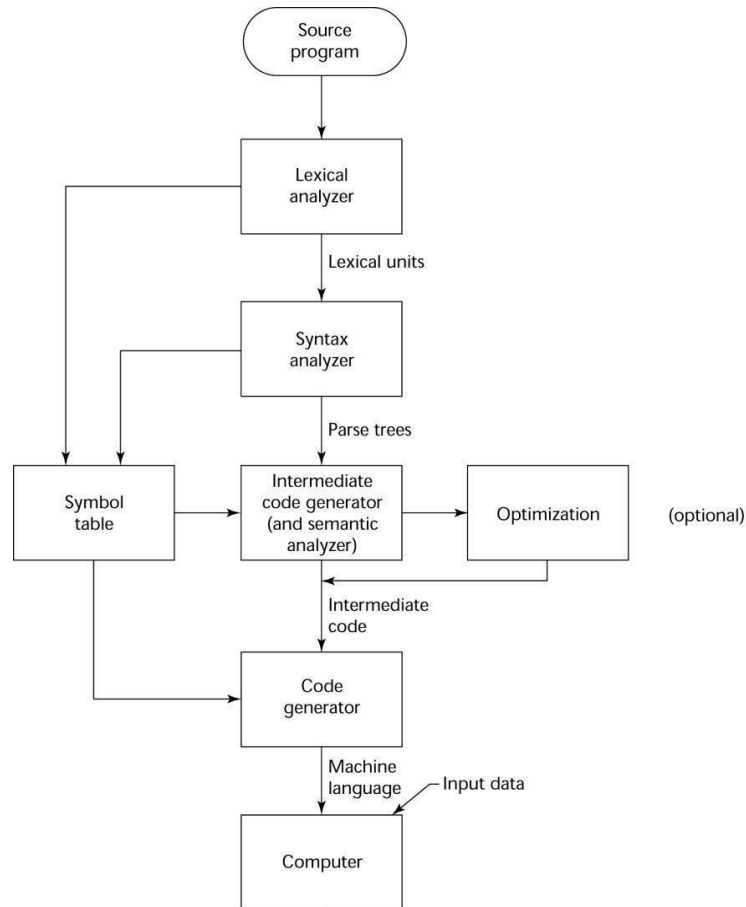 Source
program
Lexical
analyzer
Lexical units
Syntax
analyzer
Parse trees
Symbol
table
Intermediate
code generator
(and semantic
analyzer)
Optimization
(optional)
Intermediate
code
Code
generator
Machine
language
Input data
Computer